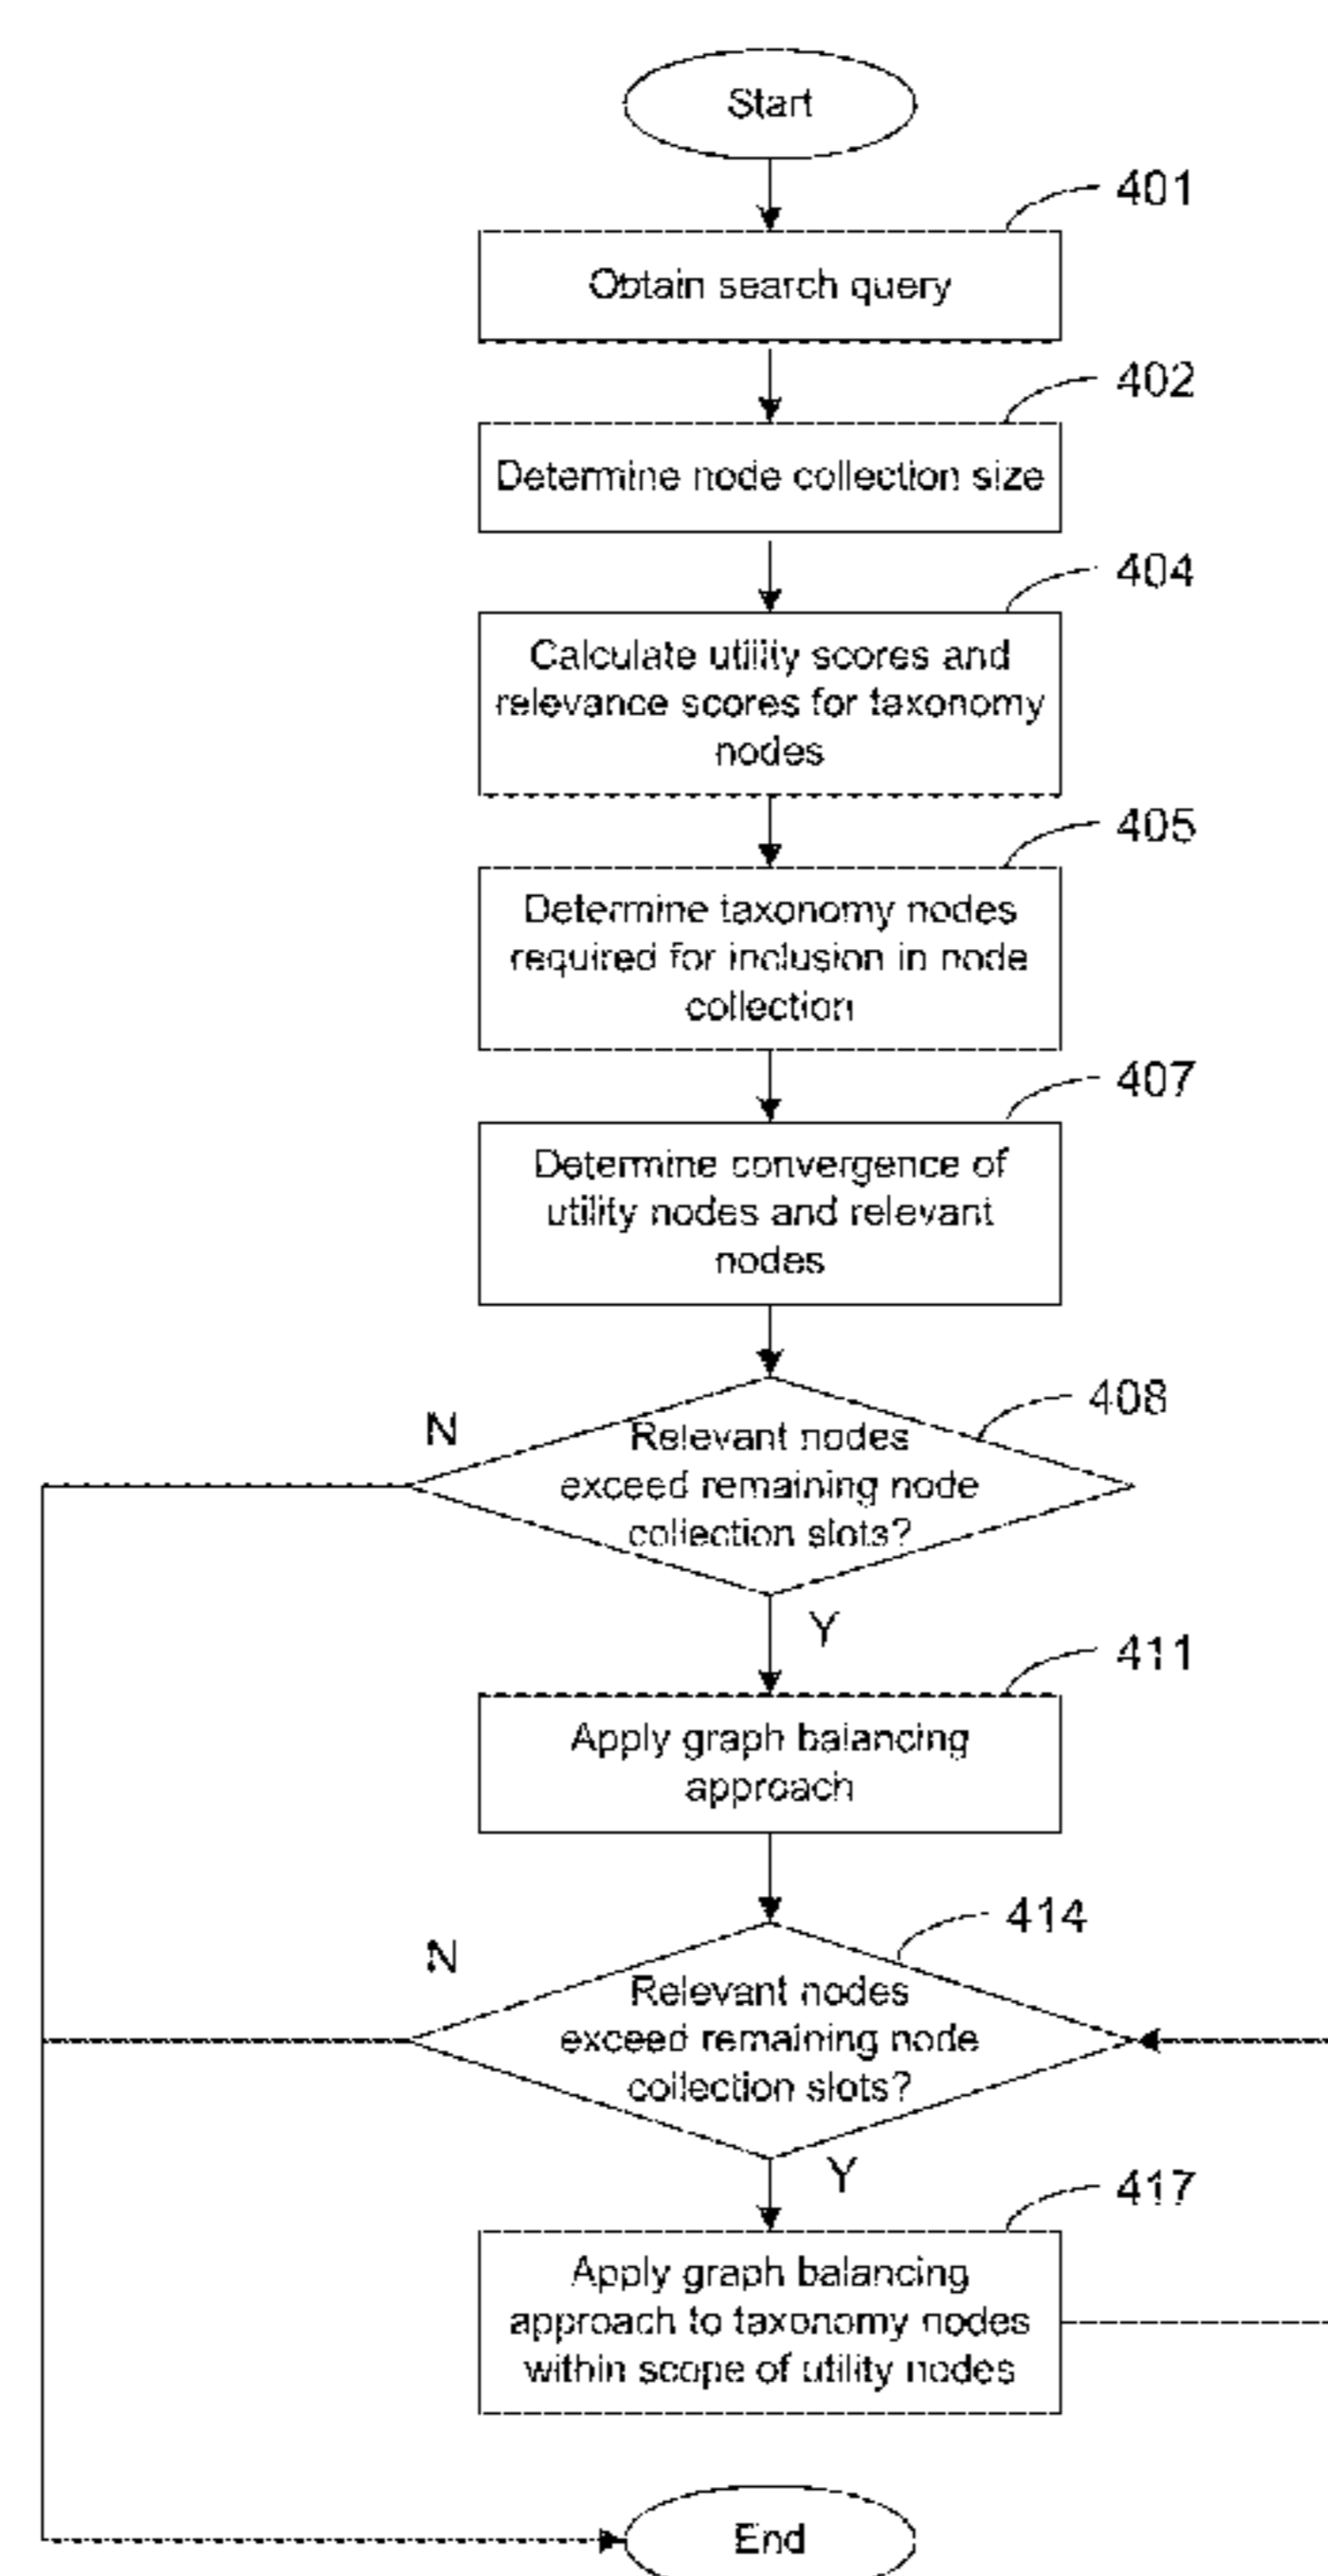 Start
401
Obtain search query
402
Determine node collection size
404
Calculate utility scores and
relevance scores for taxonomy
nodes
405
Determine taxonomy nodes
required for inclusion in node
collection
407
Determine convergence of
utility nodes and relevant
nodes
408
N
Relevant nodes
exceed remaining node
collection slots?
Y
411
Apply graph balancing
approach
414
N
Relevant nodes
exceed remaining node
collection slots?
Y
417
Apply graph balancing
approach to taxonomy nodes
within scope of utility nodes
End